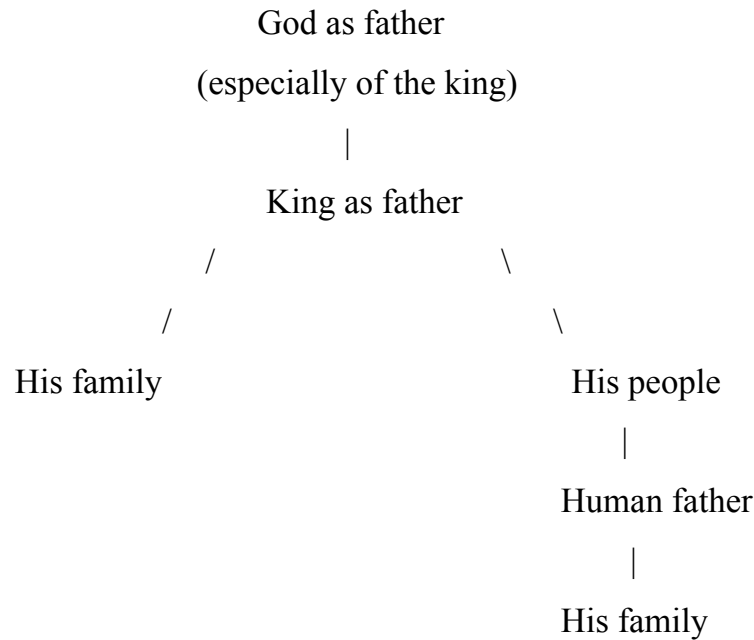 God as father
(especially of the king)
|
King as father
/ \
/ \
His family His people
|
Human father
|
His family